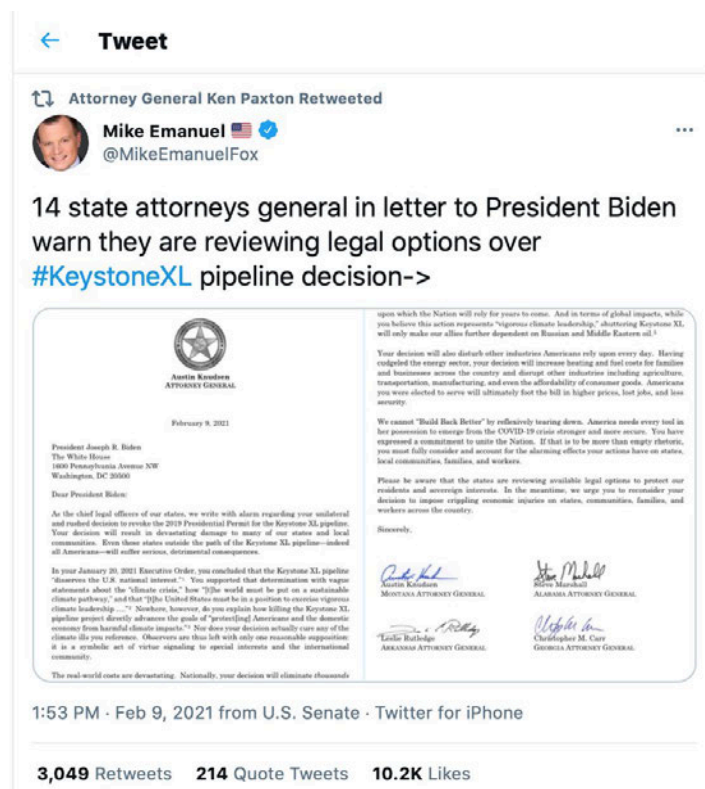 Tweet
Attorney General Ken Paxton Retweeted
Mike Emanuel
@MikeEmanuelFox
14 state attorneys general in letter to President Biden
warn they are reviewing legal options over
#KeystoneXL pipeline decision->
Austin Knudsen
ATTORNEY GENERAL
February 9, 2021
President Joseph R. Biden
The White House
1600 Pennsylvania Avenue NW
Washington, DC 20500
Dear President Biden:
As the chief legal officers of our states, we write with alarm regarding your unilateral
and rushed decision to revoke the 2019 Presidential Permit for the Keystone XL pipeline.
Your decision will result in devastating damage to many of our states and local
communities. Even those states outside the path of the Keystone XL pipeline—indeed
all Americans—will suffer serious, detrimental consequences.
In your January 20, 2021 Executive Order, you concluded that the Keystone XL pipeline
"disserves the U.S. national interest."1 You supported that determination with vague
statements about the "climate crisis," how "[t]he world must be put on a sustainable
climate pathway," and that "[t]he United States must be in a position to exercise vigorous
climate leadership ...."2 Nowhere, however, do you explain how killing the Keystone XL
pipeline project directly advances the goal of "protect[ing] Americans and the domestic
economy from harmful climate impacts."3 Nor does your decision actually cure any of the
climate ills you reference. Observers are thus left with only one reasonable supposition:
it is a symbolic act of virtue signaling to special interests and the international
community.
The real-world costs are devastating. Nationally, your decision will eliminate thousands
upon which the Nation will rely for years to come. And in terms of global impacts, while
you believe this action represents "vigorous climate leadership," shuttering Keystone XL
will only make our allies further dependent on Russian and Middle Eastern oil.5
Your decision will also disturb other industries Americans rely upon every day. Having
cudgeled the energy sector, your decision will increase heating and fuel costs for families
and businesses across the country and disrupt other industries including agriculture,
transportation, manufacturing, and even the affordability of consumer goods. Americans
you were elected to serve will ultimately foot the bill in higher prices, lost jobs, and less
security.
We cannot "Build Back Better" by reflexively tearing down. America needs every tool in
her possession to emerge from the COVID-19 crisis stronger and more secure. You have
expressed a commitment to unite the Nation. If that is to be more than empty rhetoric,
you must fully consider and account for the alarming effects your actions have on states,
local communities, families, and workers.
Please be aware that the states are reviewing available legal options to protect our
residents and sovereign interests. In the meantime, we urge you to reconsider your
decision to impose crippling economic injuries on states, communities, families, and
workers across the country.
Sincerely,
Austin Knudsen
MONTANA ATTORNEY GENERAL
Steve Marshall
ALABAMA ATTORNEY GENERAL
Leslie Rutledge
ARKANSAS ATTORNEY GENERAL
Christopher M. Carr
GEORGIA ATTORNEY GENERAL
1:53 PM · Feb 9, 2021 from U.S. Senate · Twitter for iPhone
3,049 Retweets 214 Quote Tweets 10.2K Likes